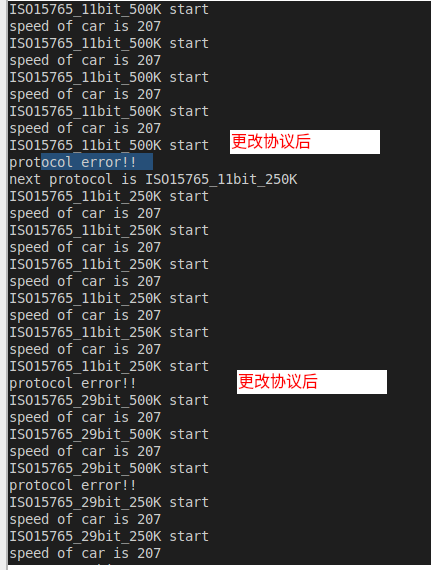 ISO15765_11bit_500K start
speed of car is 207
ISO15765_11bit_500K start
speed of car is 207
ISO15765_11bit_500K start
speed of car is 207
ISO15765_11bit_500K start
speed of car is 207
ISO15765_11bit_500K start
更改协议后
protocol error!!
next protocol is ISO15765_11bit_250K
ISO15765_11bit_250K start
speed of car is 207
ISO15765_11bit_250K start
speed of car is 207
ISO15765_11bit_250K start
speed of car is 207
ISO15765_11bit_250K start
speed of car is 207
ISO15765_11bit_250K start
speed of car is 207
ISO15765_11bit_250K start
protocol error!!
更改协议后
ISO15765_29bit_500K start
speed of car is 207
ISO15765_29bit_500K start
speed of car is 207
ISO15765_29bit_500K start
protocol error!!
ISO15765_29bit_250K start
speed of car is 207
ISO15765_29bit_250K start
speed of car is 207